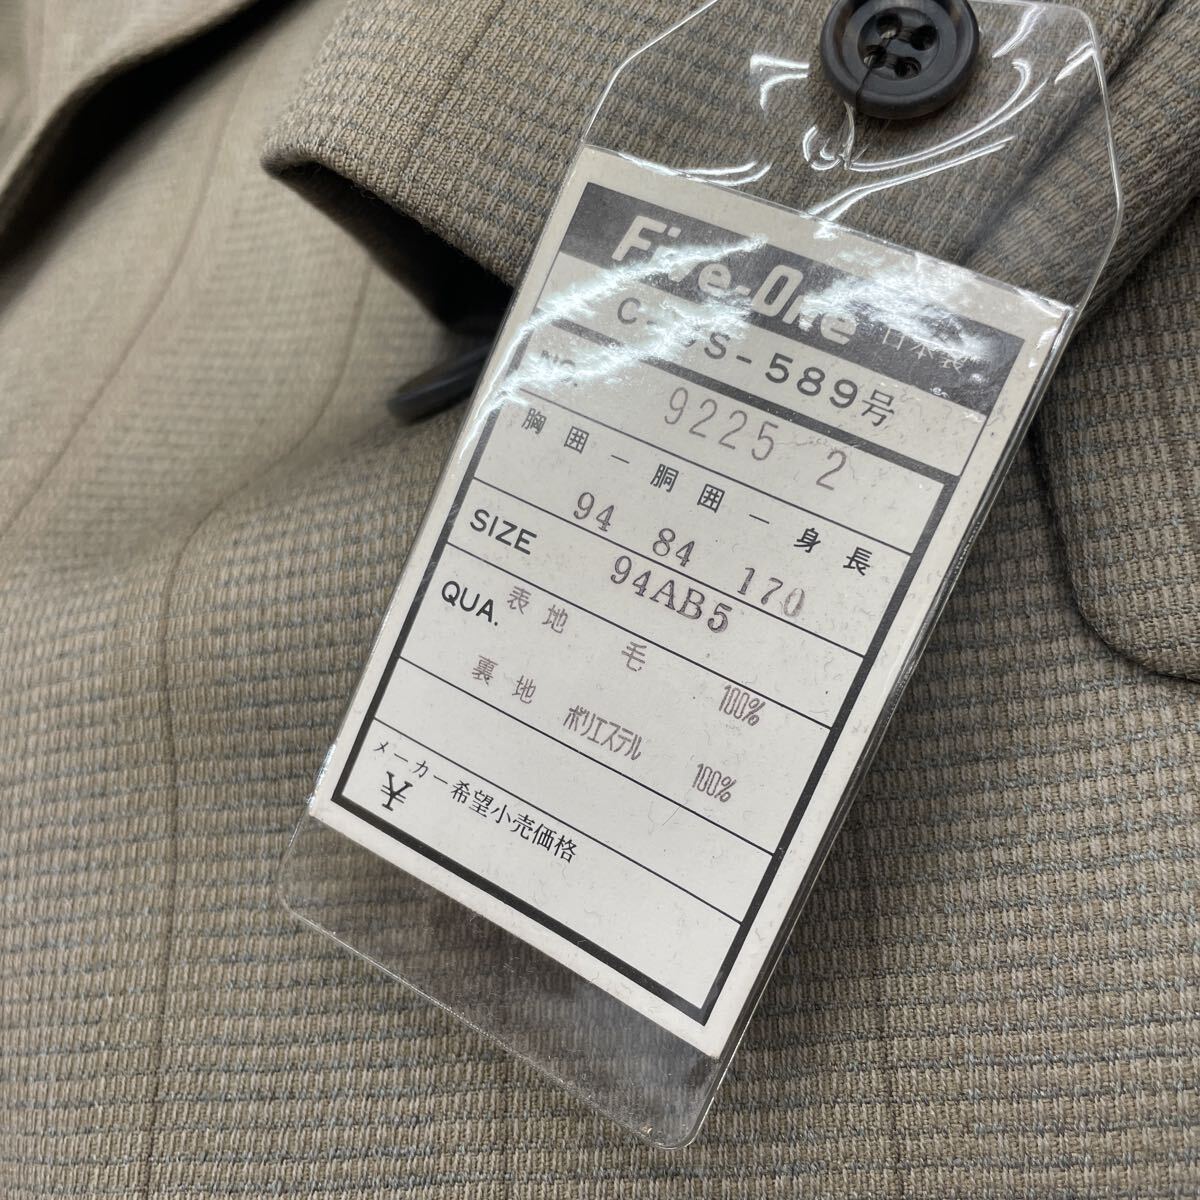 Five-One 日本製
S-589号
NO. 9225 2
胸囲 — 胴囲 — 身長
94 84 170
SIZE 94AB5
QUA. 表地 毛 100%
裏地 ポリエステル 100%
メーカー希望小売価格